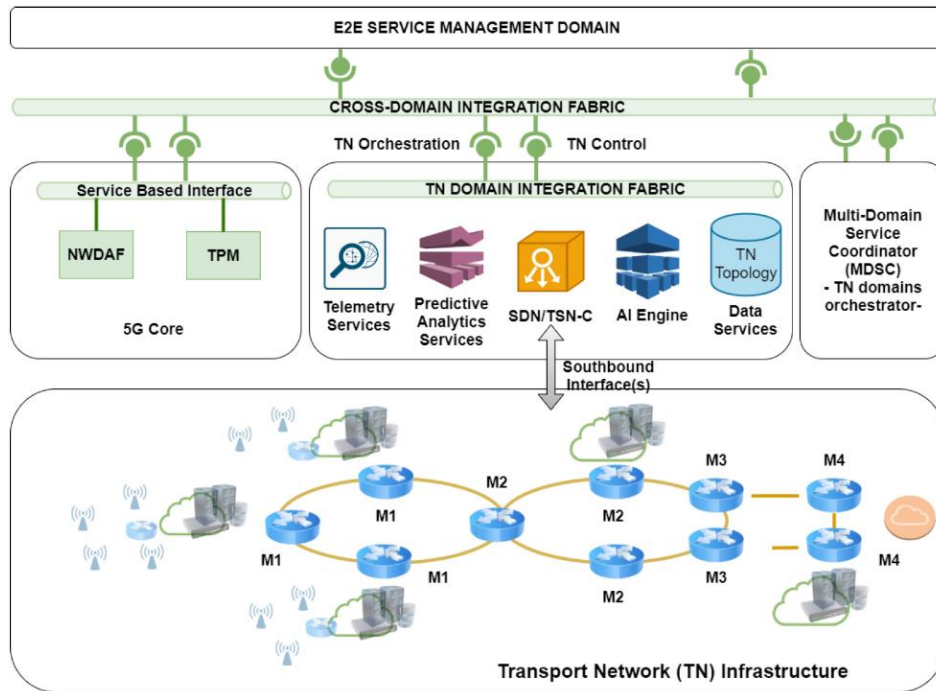 E2E SERVICE MANAGEMENT DOMAIN
CROSS-DOMAIN INTEGRATION FABRIC
TN Orchestration
TN Control
Service Based Interface
NWDAF
TPM
5G Core
TN DOMAIN INTEGRATION FABRIC
Telemetry
Services
Predictive
Analytics
Services
SDN/TSN-C
AI Engine
TN
Topology
Data
Services
Multi-Domain
Service
Coordinator
(MDSC)
- TN domains
orchestrator-
Southbound
Interface(s)
M1
M1
M1
M2
M2
M2
M3
M3
M4
M4
Transport Network (TN) Infrastructure